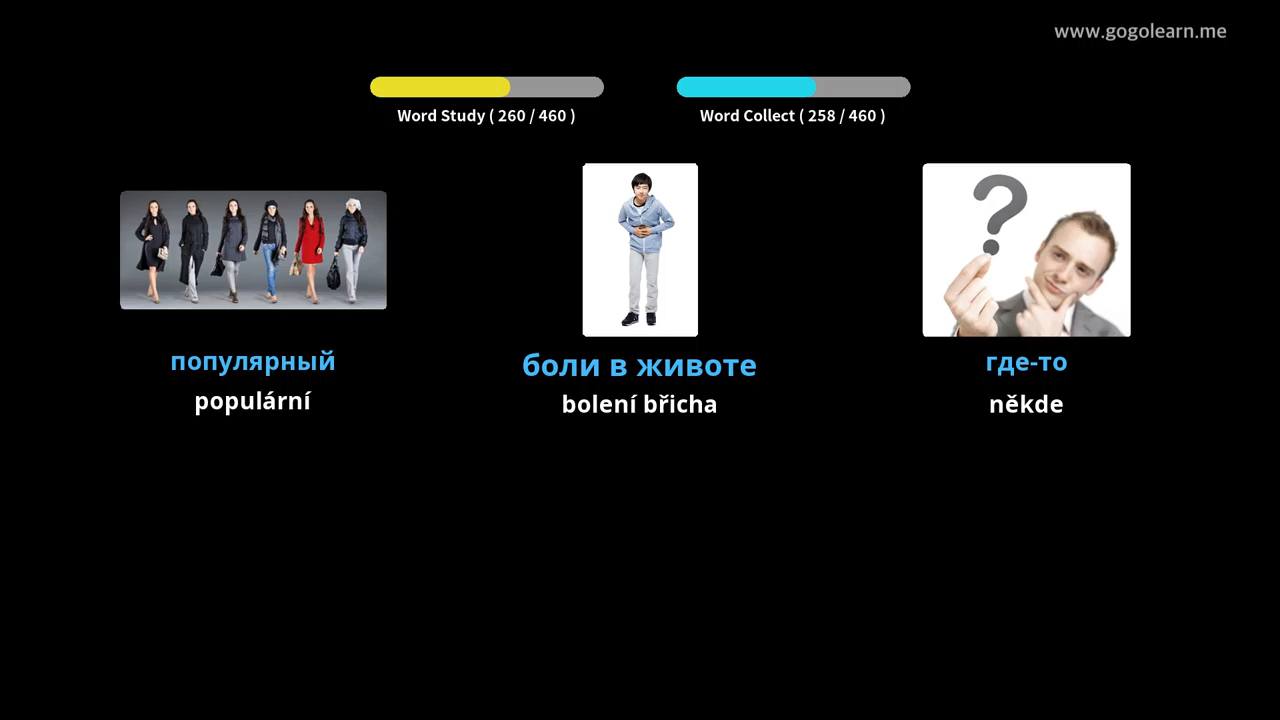 www.gogolearn.me
Word Study ( 260 / 460 )
Word Collect ( 258 / 460 )
популярный
боли в животе
где-то
populární
bolení břicha
někde